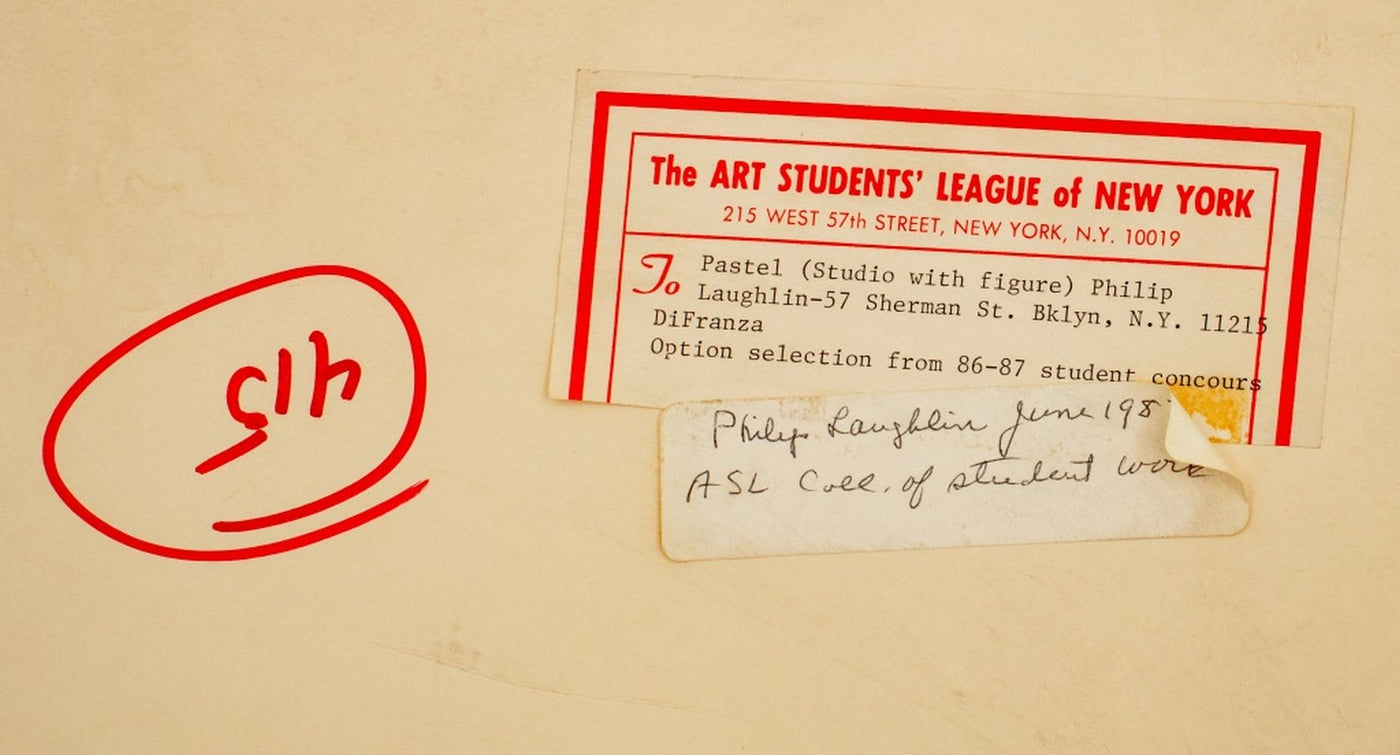 415
The ART STUDENTS' LEAGUE of NEW YORK
215 WEST 57th STREET, NEW YORK, N.Y. 10019
To Pastel (Studio with figure) Philip
Laughlin-57 Sherman St. Bklyn, N.Y. 11215
DiFranza
Option selection from 86-87 student concours
Philip Laughlin June 198
ASL Coll. of student work